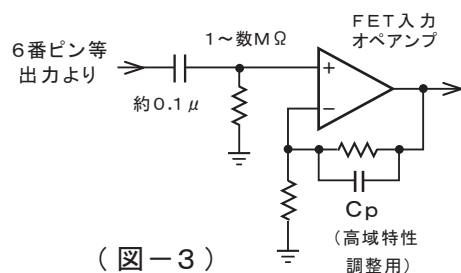 6番ピン等
出力より
1～数MΩ
約0.1μ
FET入力
オペアンプ
+
−
Cp
(高域特性
調整用)
(図−3)